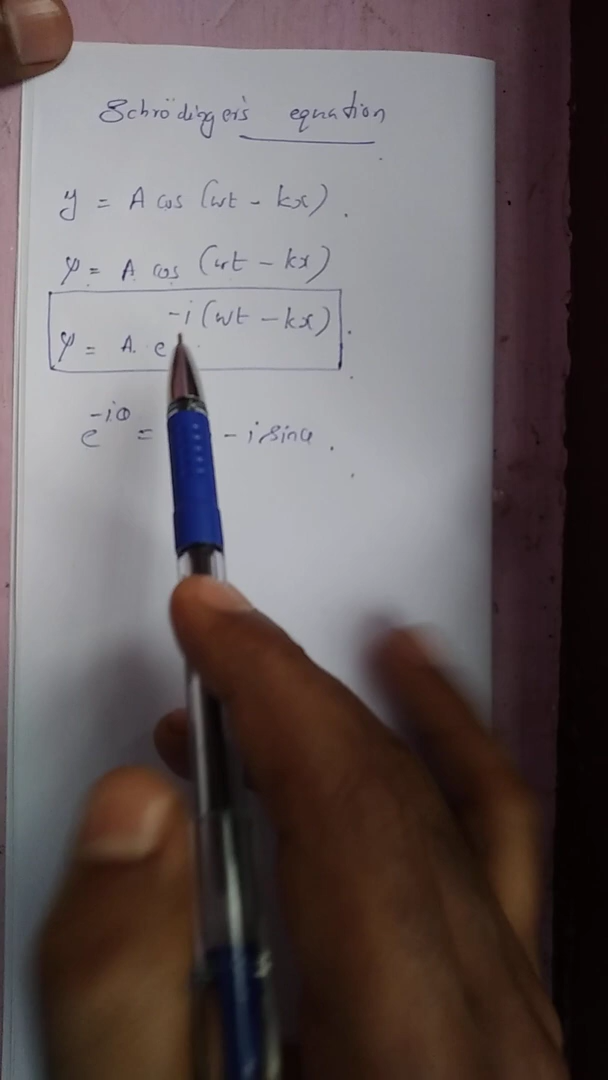 Schrödinger's equation
y = A cos (wt - kx).
ψ = A cos (wt - kx)
ψ = A. e^-i(wt - kx).
e^-iθ = - i sinθ.